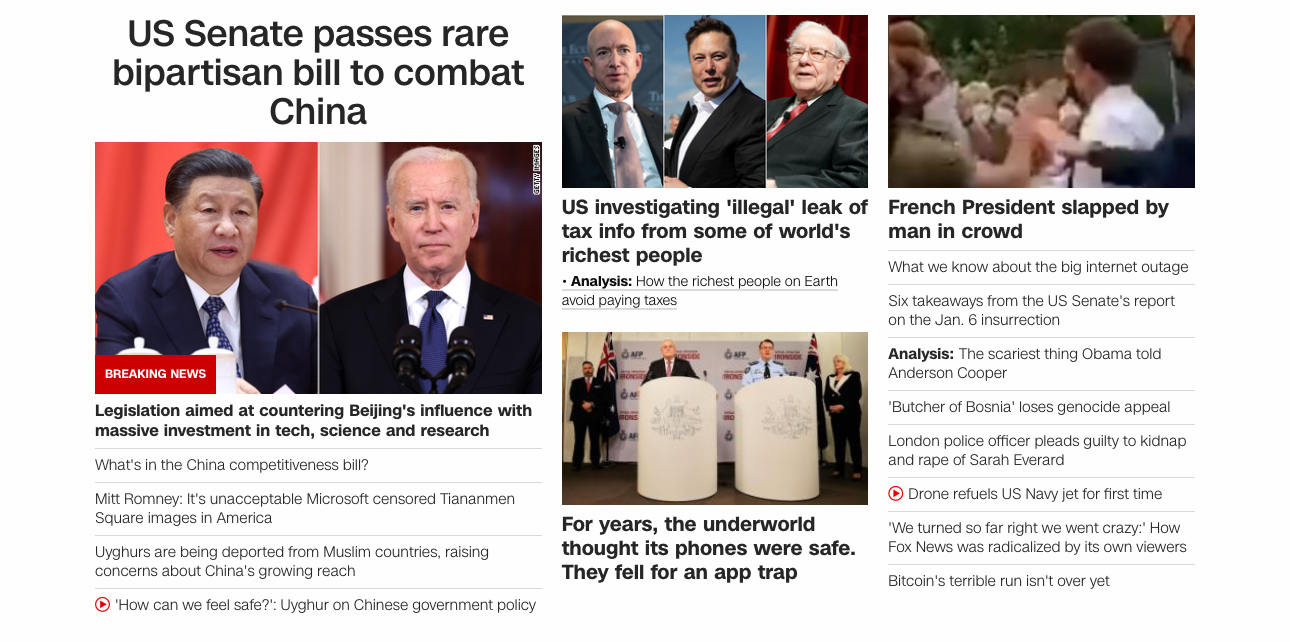 US Senate passes rare
bipartisan bill to combat
China
GETTY IMAGES
BREAKING NEWS
Legislation aimed at countering Beijing's influence with
massive investment in tech, science and research
What's in the China competitiveness bill?
Mitt Romney: It's unacceptable Microsoft censored Tiananmen
Square images in America
Uyghurs are being deported from Muslim countries, raising
concerns about China's growing reach
'How can we feel safe?': Uyghur on Chinese government policy
US investigating 'illegal' leak of
tax info from some of world's
richest people
• Analysis: How the richest people on Earth
avoid paying taxes
AFP
AFP
IRONSIDE
For years, the underworld
thought its phones were safe.
They fell for an app trap
French President slapped by
man in crowd
What we know about the big internet outage
Six takeaways from the US Senate's report
on the Jan. 6 insurrection
Analysis: The scariest thing Obama told
Anderson Cooper
'Butcher of Bosnia' loses genocide appeal
London police officer pleads guilty to kidnap
and rape of Sarah Everard
Drone refuels US Navy jet for first time
'We turned so far right we went crazy:' How
Fox News was radicalized by its own viewers
Bitcoin's terrible run isn't over yet